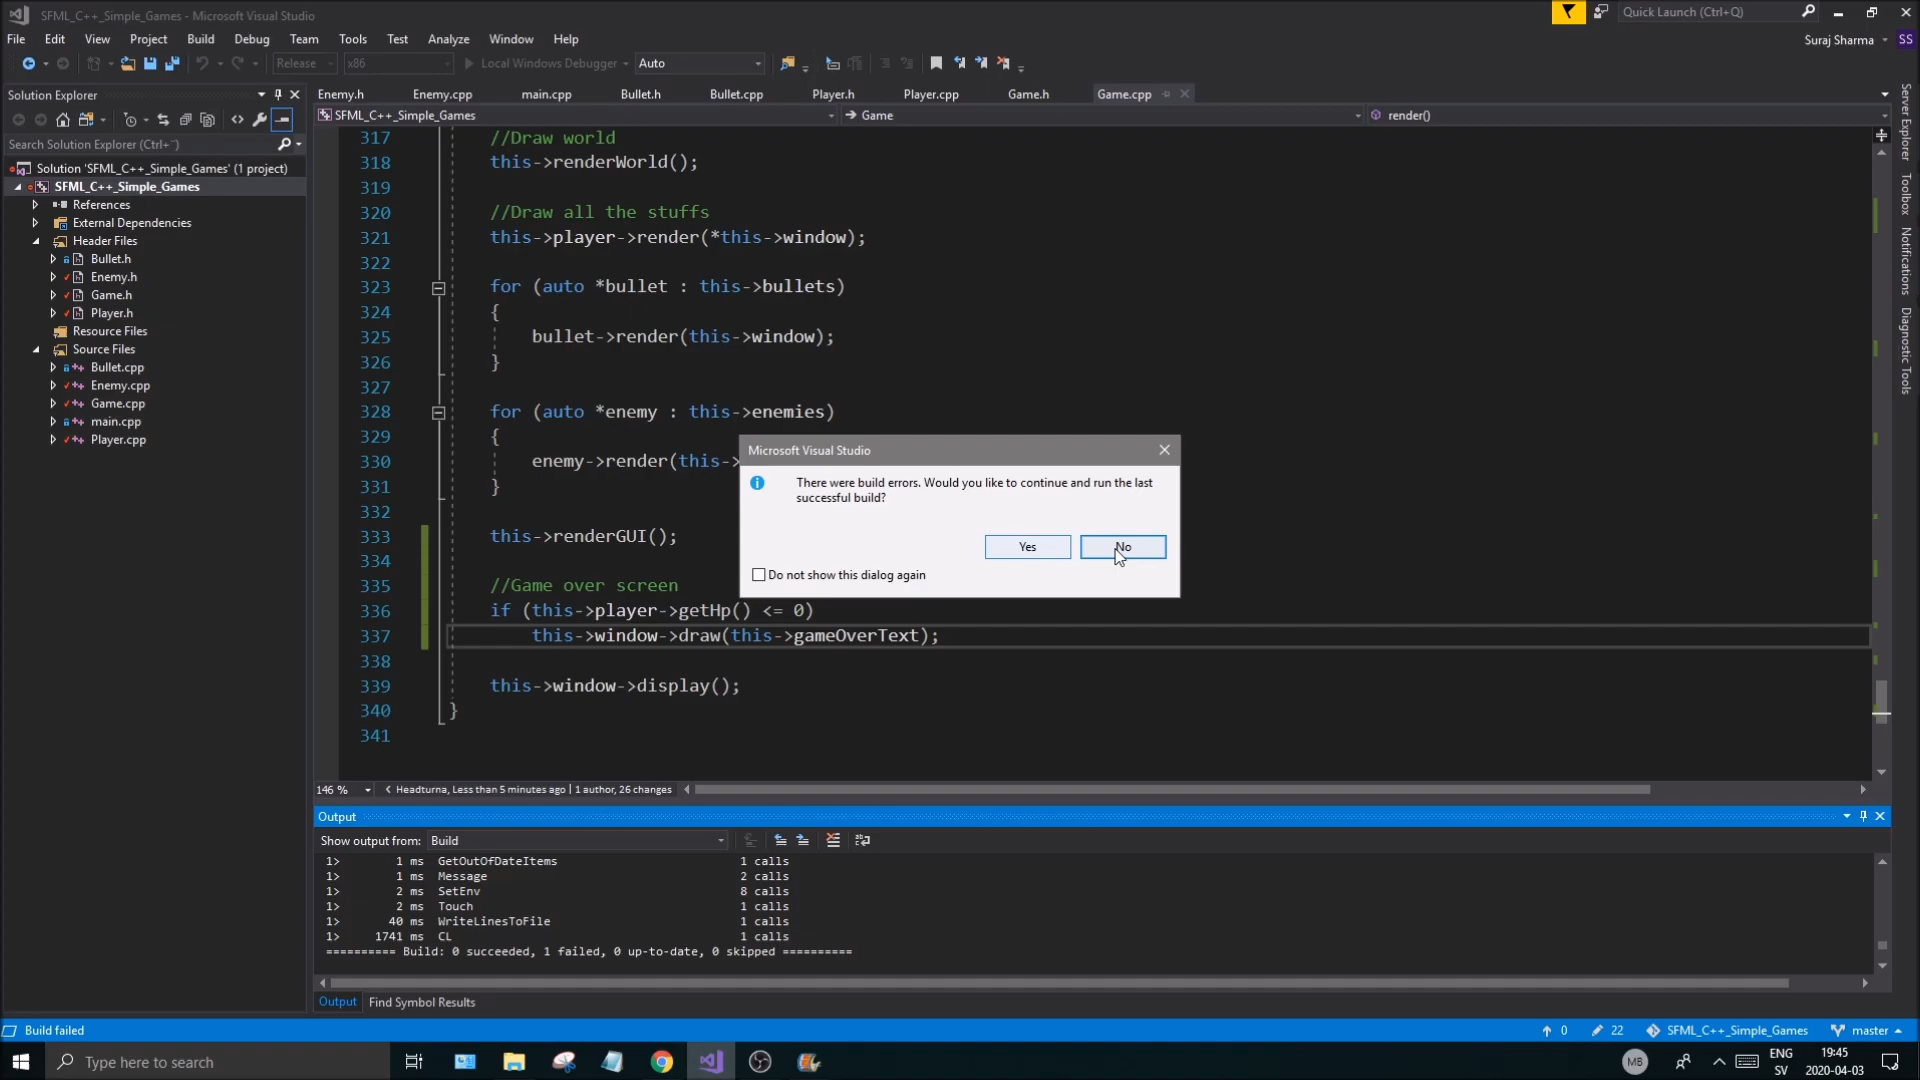 SFML_C++_Simple_Games - Microsoft Visual Studio
Quick Launch (Ctrl+Q)
File Edit View Project Build Debug Team Tools Test Analyze Window Help
Suraj Sharma
SS
Release x86 Local Windows Debugger Auto
Solution Explorer
Search Solution Explorer (Ctrl+¨)
Solution 'SFML_C++_Simple_Games' (1 project)
SFML_C++_Simple_Games
References
External Dependencies
Header Files
Bullet.h
Enemy.h
Game.h
Player.h
Resource Files
Source Files
Bullet.cpp
Enemy.cpp
Game.cpp
main.cpp
Player.cpp
Enemy.h Enemy.cpp main.cpp Bullet.h Bullet.cpp Player.h Player.cpp Game.h Game.cpp
SFML_C++_Simple_Games Game render()
317 //Draw world
318 this->renderWorld();
319
320 //Draw all the stuffs
321 this->player->render(*this->window);
322
323 for (auto *bullet : this->bullets)
324 {
325 bullet->render(this->window);
326 }
327
328 for (auto *enemy : this->enemies)
329 {
330 enemy->render(this->
331 }
332
333 this->renderGUI();
334
335 //Game over screen
336 if (this->player->getHp() <= 0)
337 this->window->draw(this->gameOverText);
338
339 this->window->display();
340 }
341
Microsoft Visual Studio
There were build errors. Would you like to continue and run the last
successful build?
Yes No
Do not show this dialog again
146 % Headturna, Less than 5 minutes ago | 1 author, 26 changes
Output
Show output from: Build
1> 1 ms GetOutOfDateItems 1 calls
1> 1 ms Message 2 calls
1> 2 ms SetEnv 8 calls
1> 2 ms Touch 1 calls
1> 40 ms WriteLinesToFile 1 calls
1> 1741 ms CL 1 calls
========== Build: 0 succeeded, 1 failed, 0 up-to-date, 0 skipped ==========
Output Find Symbol Results
Server Explorer
Toolbox
Notifications
Diagnostic Tools
Build failed
0 22 SFML_C++_Simple_Games master
Type here to search
MB
ENG
SV
19:45
2020-04-03